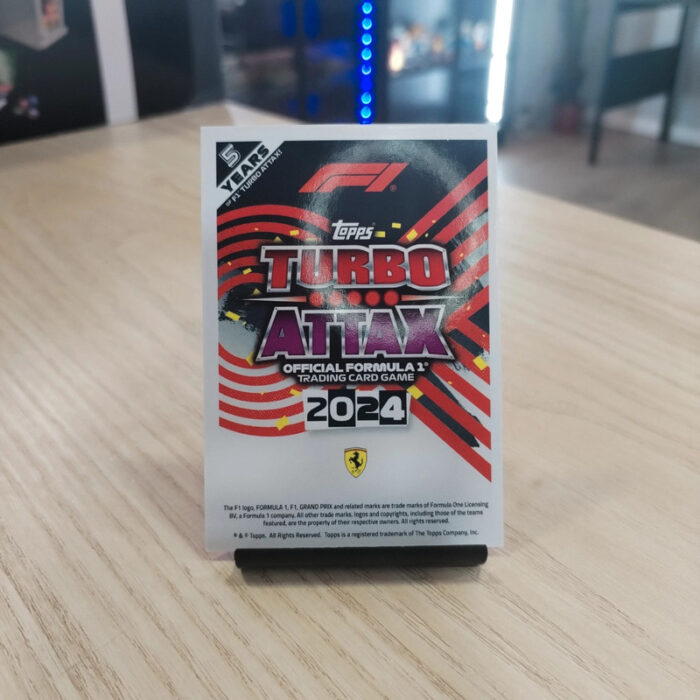 5
YEARS
OF F1 TURBO ATTAX!
F1®
Topps®
TURBO
ATTAX
OFFICIAL FORMULA 1®
TRADING CARD GAME
2024
The F1 logo, FORMULA 1, F1, GRAND PRIX and related marks are trade marks of Formula One Licensing
BV, a Formula 1 company. All other trade marks, logos and copyrights, including those of the teams
featured, are the property of their respective owners. All rights reserved.
® & © Topps. All Rights Reserved. Topps is a registered trademark of The Topps Company, Inc.